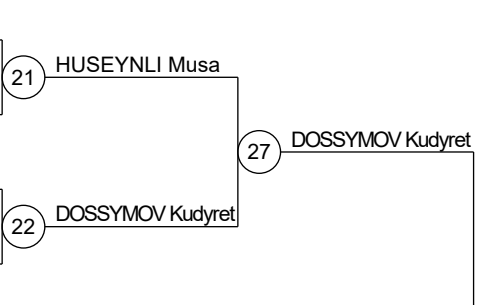 21 HUSEYNLI Musa
27 DOSSYMOV Kudyret
22 DOSSYMOV Kudyret